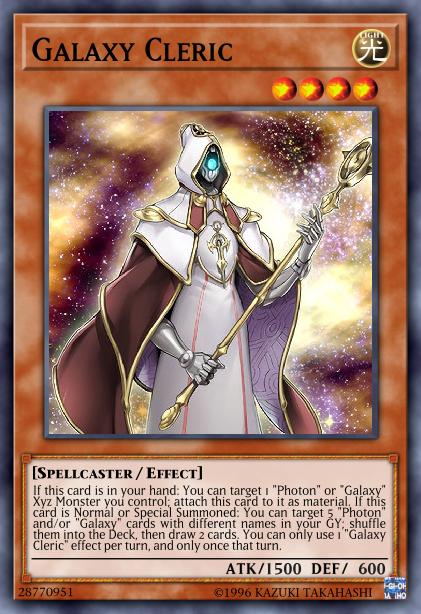 GALAXY CLERIC
LIGHT
光
[SPELLCASTER / EFFECT]
If this card is in your hand: You can target 1 "Photon" or "Galaxy"
Xyz Monster you control; attach this card to it as material. If this
card is Normal or Special Summoned: You can target 5 "Photon"
and/or "Galaxy" cards with different names in your GY; shuffle
them into the Deck, then draw 2 cards. You can only use 1 "Galaxy
Cleric" effect per turn, and only once that turn.
ATK/1500 DEF/ 600
28770951
©1996 KAZUKI TAKAHASHI